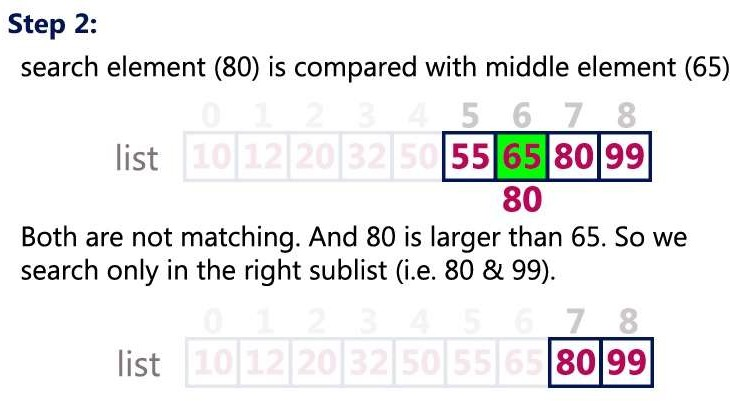 Step 2:
search element (80) is compared with middle element (65)
0 1 2 3 4 5 6 7 8
list 10 12 20 32 50 55 65 80 99
80
Both are not matching. And 80 is larger than 65. So we
search only in the right sublist (i.e. 80 & 99).
0 1 2 3 4 5 6 7 8
list 10 12 20 32 50 55 65 80 99